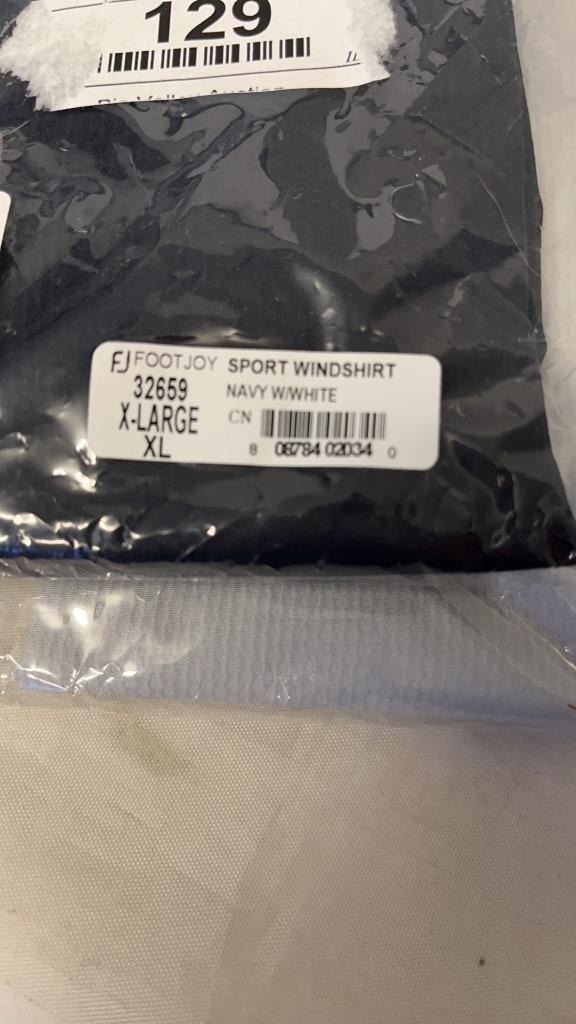 129
FJ FOOTJOY SPORT WINDSHIRT
32659 NAVY W/WHITE
X-LARGE CN
XL 8 08784 02034 0